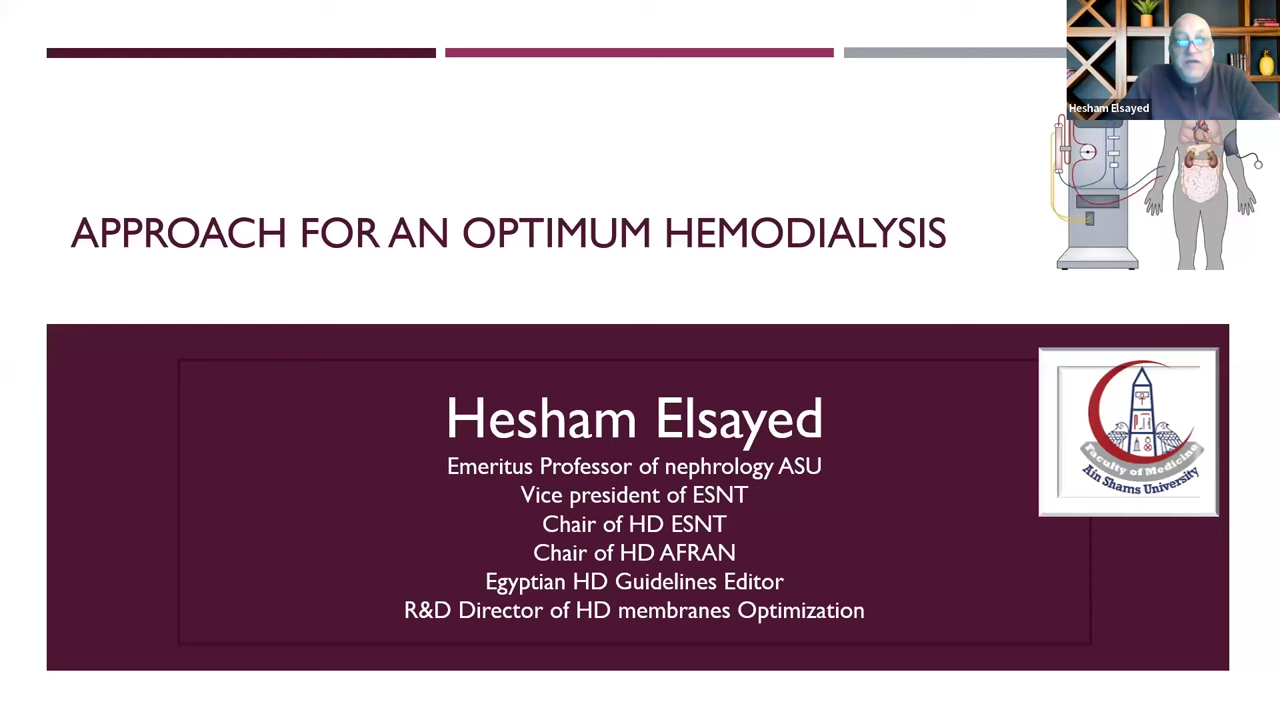 Hesham Elsayed
APPROACH FOR AN OPTIMUM HEMODIALYSIS
Hesham Elsayed
Emeritus Professor of nephrology ASU
Vice president of ESNT
Chair of HD ESNT
Chair of HD AFRAN
Egyptian HD Guidelines Editor
R&D Director of HD membranes Optimization
Faculty of Medicine
Ain Shams University